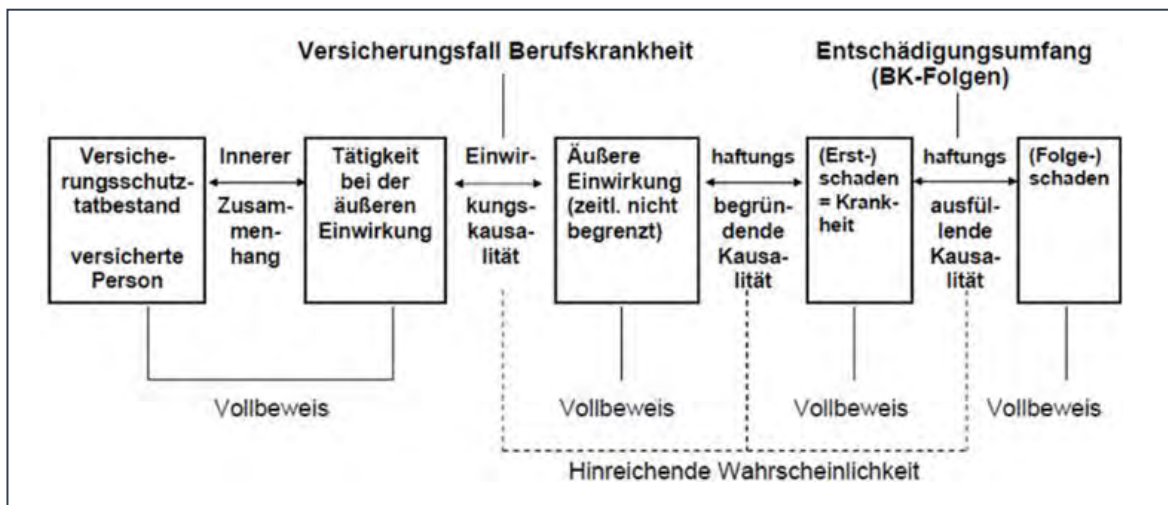 Versicherungsfall Berufskrankheit
Entschädigungsumfang
(BK-Folgen)
Versiche-
rungsschutz-
tatbestand
versicherte
Person
Innerer
Zusam-
menhang
Tätigkeit
bei der
äußeren
Einwirkung
Einwir-
kungs-
kausa-
lität
Äußere
Einwirkung
(zeitl. nicht
begrenzt)
haftungs
begrün-
dende
Kausa-
lität
(Erst-)
schaden
= Krank-
heit
haftungs
ausfül-
lende
Kausa-
lität
(Folge-)
schaden
Vollbeweis
Vollbeweis
Vollbeweis
Vollbeweis
Hinreichende Wahrscheinlichkeit